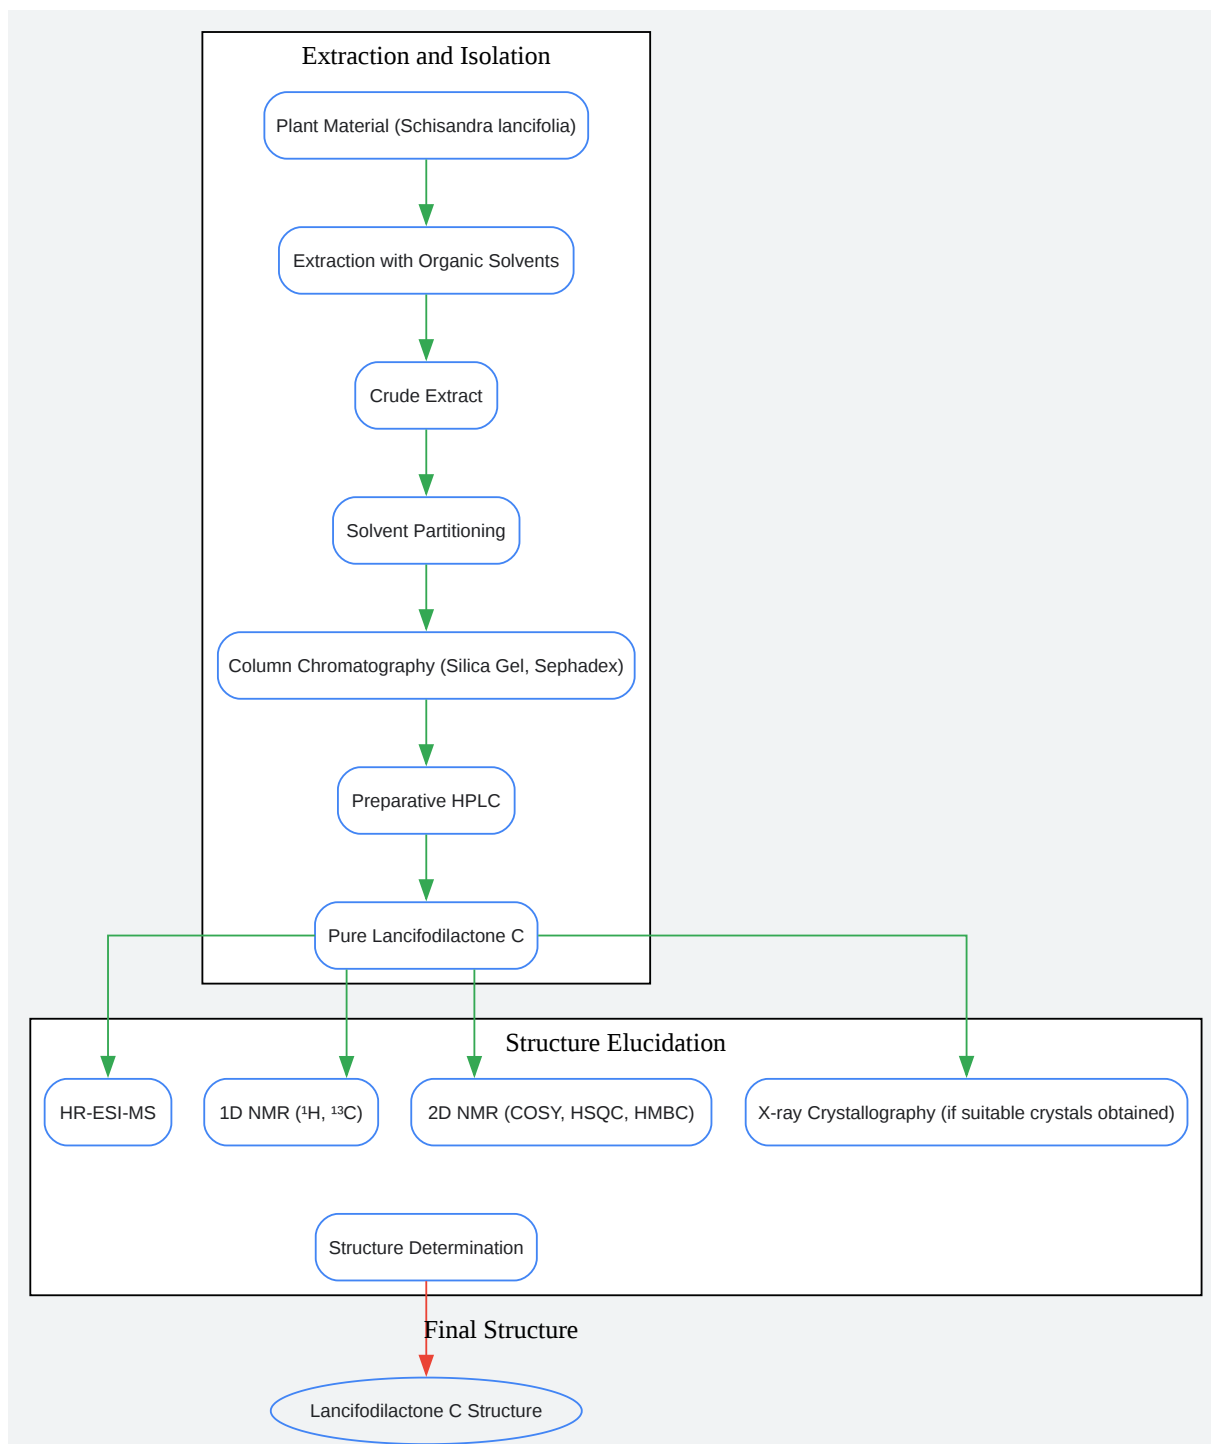 Extraction and Isolation
Plant Material (Schisandra lancifolia)
Extraction with Organic Solvents
Crude Extract
Solvent Partitioning
Column Chromatography (Silica Gel, Sephadex)
Preparative HPLC
Pure Lancifodilactone C
Structure Elucidation
HR-ESI-MS
1D NMR (¹H, ¹³C)
2D NMR (COSY, HSQC, HMBC)
X-ray Crystallography (if suitable crystals obtained)
Structure Determination
Final Structure
Lancifodilactone C Structure